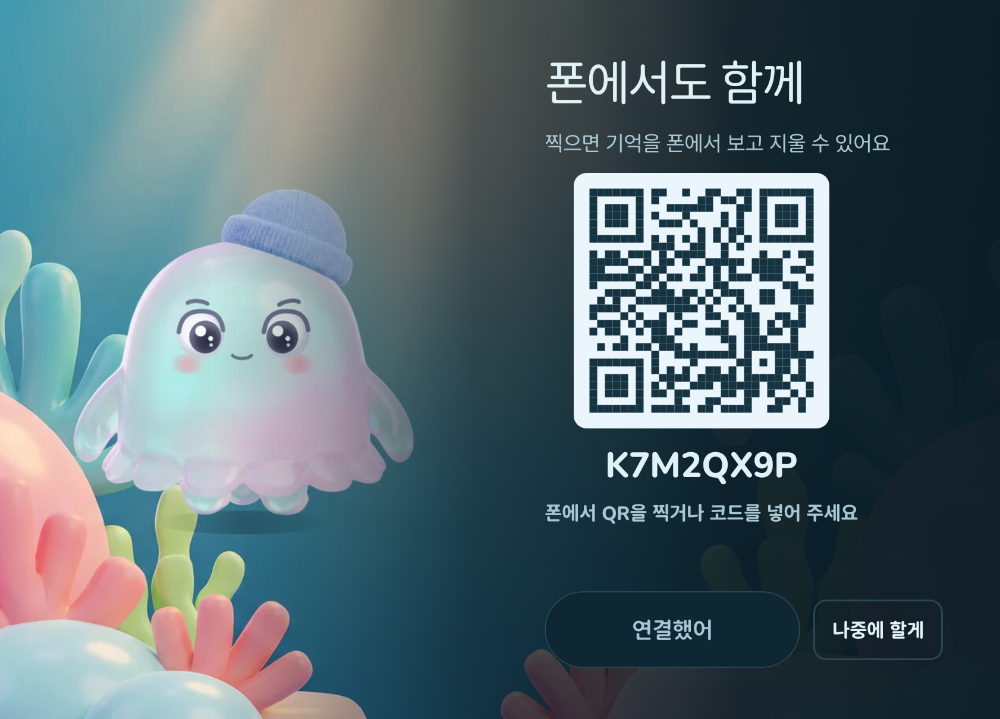 폰에서도 함께
찍으면 기억을 폰에서 보고 지울 수 있어요
K7M2QX9P
폰에서 QR을 찍거나 코드를 넣어 주세요
연결했어
나중에 할게